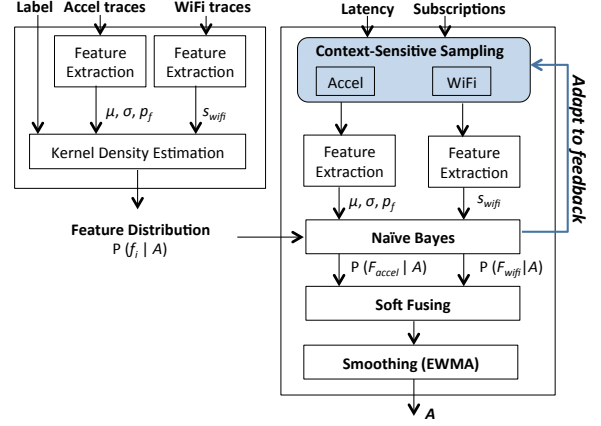 Label Accel traces WiFi traces
Feature Extraction
Feature Extraction
μ, σ, p_f
s_wifi
Kernel Density Estimation
Feature Distribution
P (f_i | A)
Latency Subscriptions
Context-Sensitive Sampling
Accel WiFi
Feature Extraction
Feature Extraction
μ, σ, p_f
s_wifi
Naïve Bayes
P (F_accel | A) P (F_wifi|A)
Soft Fusing
Smoothing (EWMA)
A
Adapt to feedback